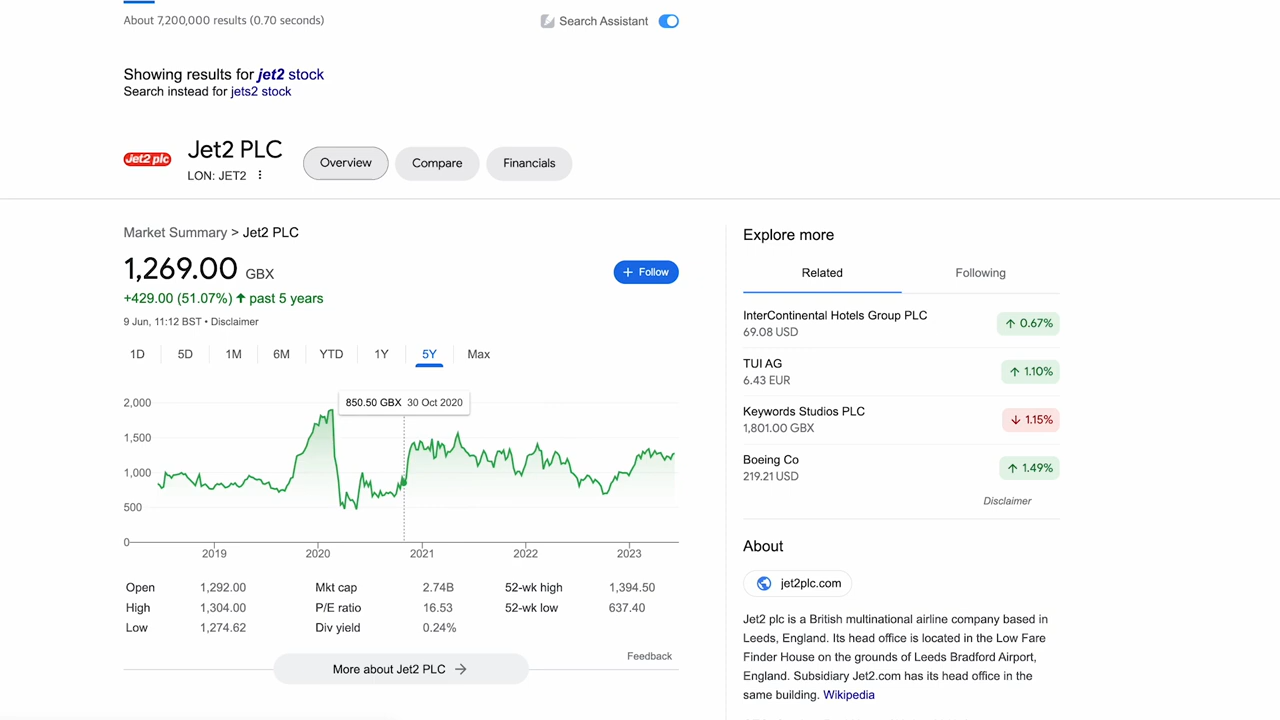 About 7,200,000 results (0.70 seconds)
Search Assistant
Showing results for jet2 stock
Search instead for jets2 stock
Jet2 plc
Jet2 PLC
LON: JET2
Overview
Compare
Financials
Market Summary > Jet2 PLC
1,269.00 GBX
+ Follow
+429.00 (51.07%) ↑ past 5 years
9 Jun, 11:12 BST • Disclaimer
1D 5D 1M 6M YTD 1Y 5Y Max
850.50 GBX 30 Oct 2020
2,000
1,500
1,000
500
0
2019 2020 2021 2022 2023
Open 1,292.00 Mkt cap 2.74B 52-wk high 1,394.50
High 1,304.00 P/E ratio 16.53 52-wk low 637.40
Low 1,274.62 Div yield 0.24%
Feedback
More about Jet2 PLC →
Explore more
Related Following
InterContinental Hotels Group PLC
69.08 USD
↑ 0.67%
TUI AG
6.43 EUR
↑ 1.10%
Keywords Studios PLC
1,801.00 GBX
↓ 1.15%
Boeing Co
219.21 USD
↑ 1.49%
Disclaimer
About
jet2plc.com
Jet2 plc is a British multinational airline company based in
Leeds, England. Its head office is located in the Low Fare
Finder House on the grounds of Leeds Bradford Airport,
England. Subsidiary Jet2.com has its head office in the
same building. Wikipedia